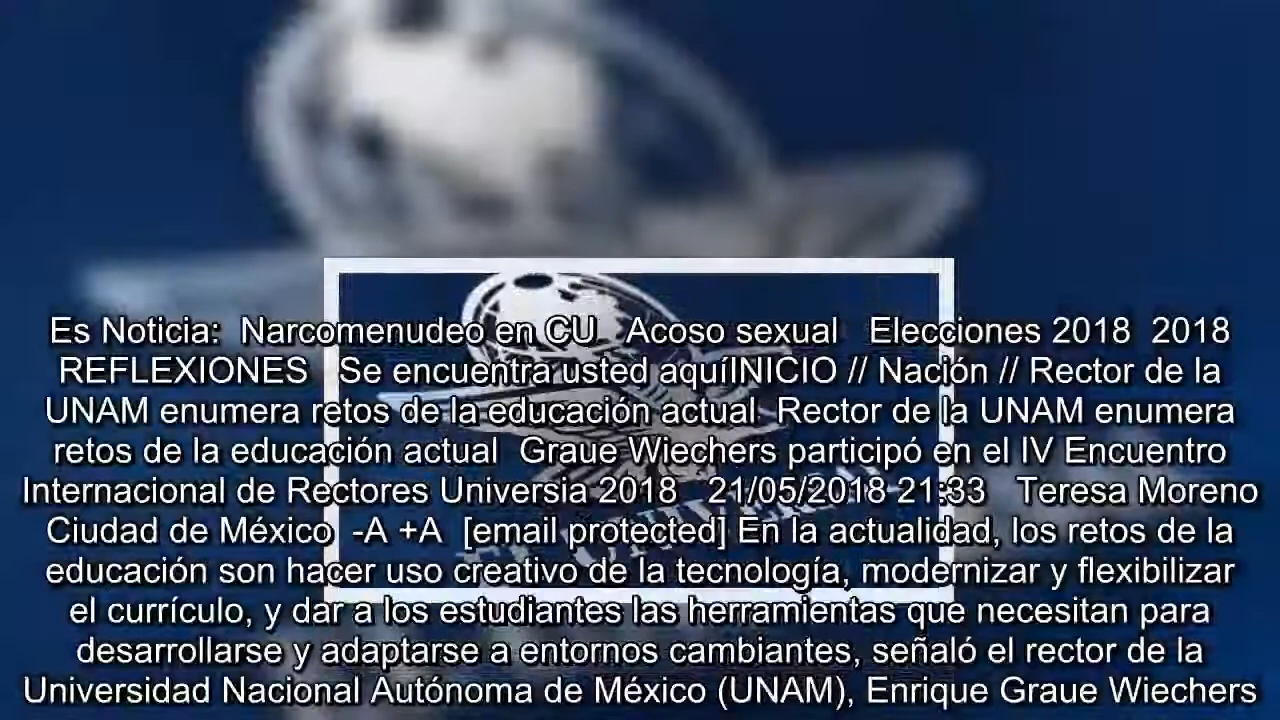 Es Noticia:  Narcomenudeo en CU   Acoso sexual   Elecciones 2018  2018
REFLEXIONES   Se encuentra usted aquíINICIO // Nación // Rector de la
UNAM enumera retos de la educación actual  Rector de la UNAM enumera
retos de la educación actual  Graue Wiechers participó en el IV Encuentro
Internacional de Rectores Universia 2018   21/05/2018 21:33   Teresa Moreno
Ciudad de México  -A +A  [email protected] En la actualidad, los retos de la
educación son hacer uso creativo de la tecnología, modernizar y flexibilizar
el currículo, y dar a los estudiantes las herramientas que necesitan para
desarrollarse y adaptarse a entornos cambiantes, señaló el rector de la
Universidad Nacional Autónoma de México (UNAM), Enrique Graue Wiechers